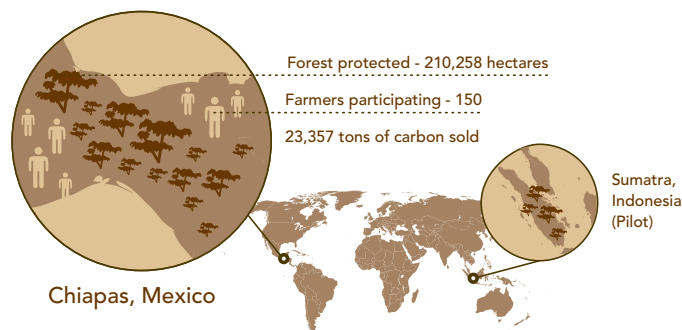 Forest protected - 210,258 hectares
Farmers participating - 150
23,357 tons of carbon sold
Sumatra,
Indonesia
(Pilot)
Chiapas, Mexico